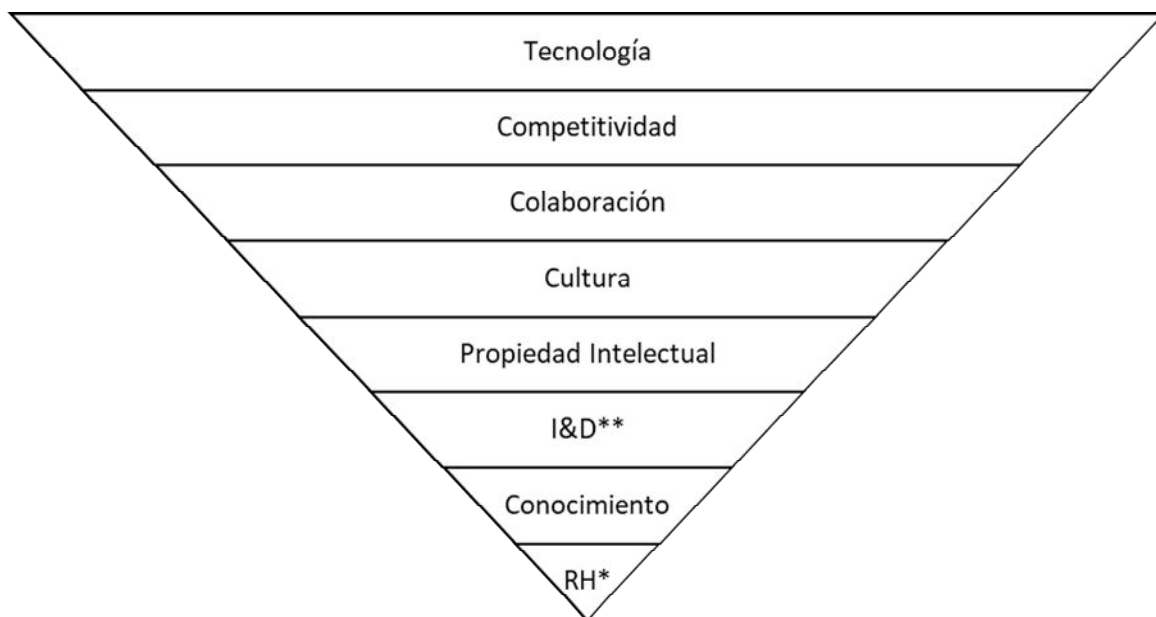 Tecnología
Competitividad
Colaboración
Cultura
Propiedad Intelectual
I&D**
Conocimiento
RH*